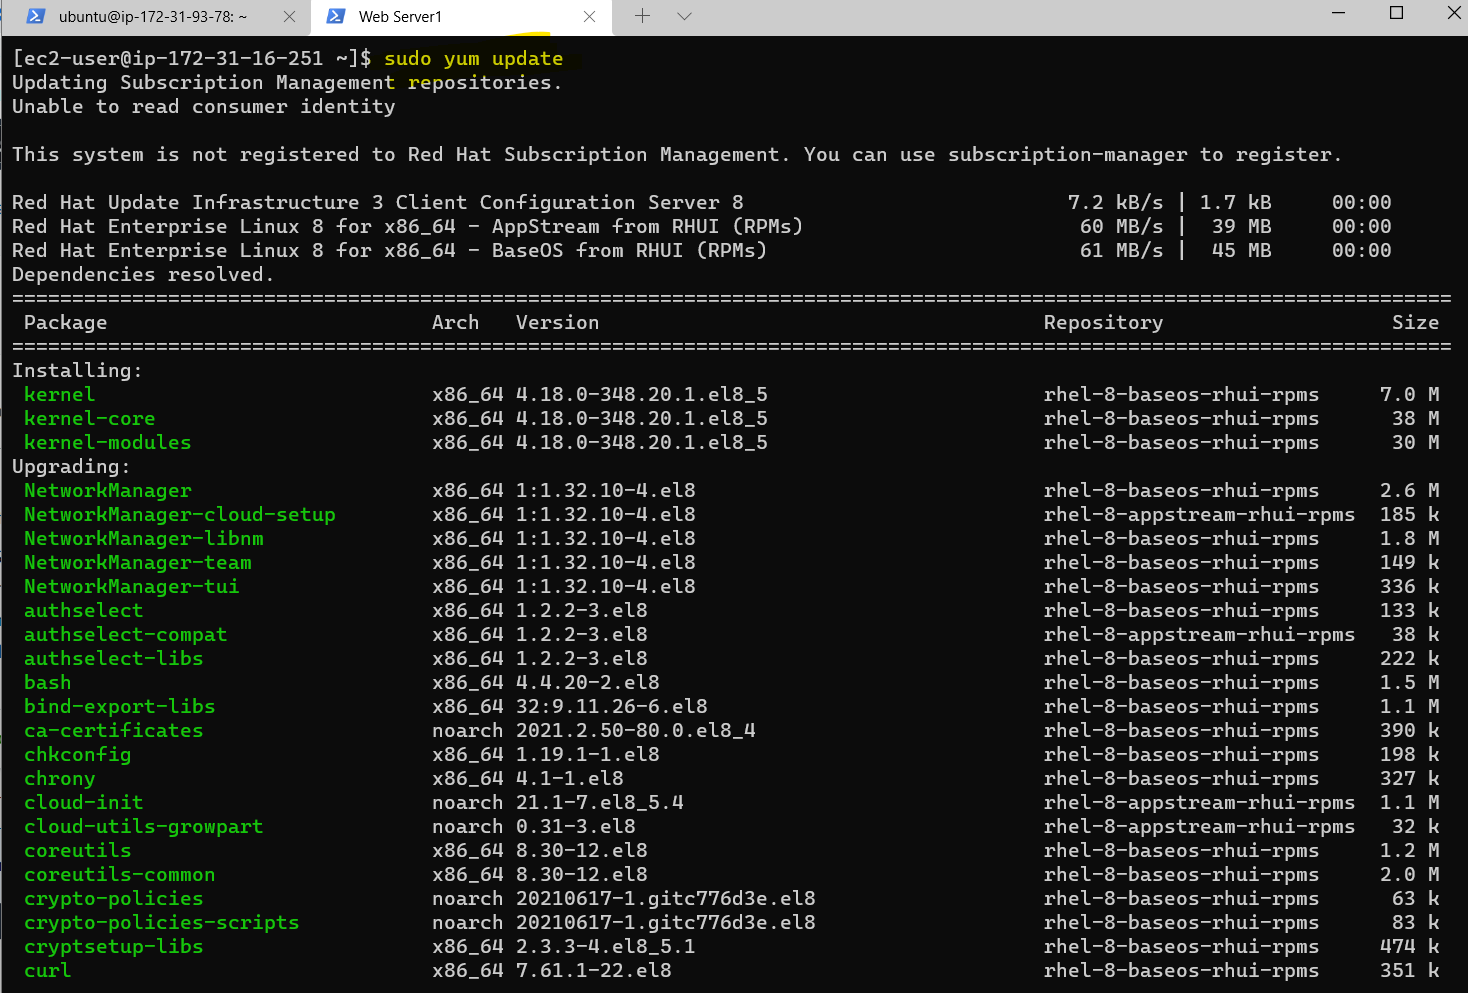 ubuntu@ip-172-31-93-78: ~
Web Server1
[ec2-user@ip-172-31-16-251 ~]$ sudo yum update
Updating Subscription Management repositories.
Unable to read consumer identity
This system is not registered to Red Hat Subscription Management. You can use subscription-manager to register.
Red Hat Update Infrastructure 3 Client Configuration Server 8 7.2 kB/s | 1.7 kB 00:00
Red Hat Enterprise Linux 8 for x86_64 - AppStream from RHUI (RPMs) 60 MB/s | 39 MB 00:00
Red Hat Enterprise Linux 8 for x86_64 - BaseOS from RHUI (RPMs) 61 MB/s | 45 MB 00:00
Dependencies resolved.
========================================================================================================================
Package Arch Version Repository Size
========================================================================================================================
Installing:
kernel x86_64 4.18.0-348.20.1.el8_5 rhel-8-baseos-rhui-rpms 7.0 M
kernel-core x86_64 4.18.0-348.20.1.el8_5 rhel-8-baseos-rhui-rpms 38 M
kernel-modules x86_64 4.18.0-348.20.1.el8_5 rhel-8-baseos-rhui-rpms 30 M
Upgrading:
NetworkManager x86_64 1:1.32.10-4.el8 rhel-8-baseos-rhui-rpms 2.6 M
NetworkManager-cloud-setup x86_64 1:1.32.10-4.el8 rhel-8-appstream-rhui-rpms 185 k
NetworkManager-libnm x86_64 1:1.32.10-4.el8 rhel-8-baseos-rhui-rpms 1.8 M
NetworkManager-team x86_64 1:1.32.10-4.el8 rhel-8-baseos-rhui-rpms 149 k
NetworkManager-tui x86_64 1:1.32.10-4.el8 rhel-8-baseos-rhui-rpms 336 k
authselect x86_64 1.2.2-3.el8 rhel-8-baseos-rhui-rpms 133 k
authselect-compat x86_64 1.2.2-3.el8 rhel-8-appstream-rhui-rpms 38 k
authselect-libs x86_64 1.2.2-3.el8 rhel-8-baseos-rhui-rpms 222 k
bash x86_64 4.4.20-2.el8 rhel-8-baseos-rhui-rpms 1.5 M
bind-export-libs x86_64 32:9.11.26-6.el8 rhel-8-baseos-rhui-rpms 1.1 M
ca-certificates noarch 2021.2.50-80.0.el8_4 rhel-8-baseos-rhui-rpms 390 k
chkconfig x86_64 1.19.1-1.el8 rhel-8-baseos-rhui-rpms 198 k
chrony x86_64 4.1-1.el8 rhel-8-baseos-rhui-rpms 327 k
cloud-init noarch 21.1-7.el8_5.4 rhel-8-appstream-rhui-rpms 1.1 M
cloud-utils-growpart noarch 0.31-3.el8 rhel-8-appstream-rhui-rpms 32 k
coreutils x86_64 8.30-12.el8 rhel-8-baseos-rhui-rpms 1.2 M
coreutils-common x86_64 8.30-12.el8 rhel-8-baseos-rhui-rpms 2.0 M
crypto-policies noarch 20210617-1.gitc776d3e.el8 rhel-8-baseos-rhui-rpms 63 k
crypto-policies-scripts noarch 20210617-1.gitc776d3e.el8 rhel-8-baseos-rhui-rpms 83 k
cryptsetup-libs x86_64 2.3.3-4.el8_5.1 rhel-8-baseos-rhui-rpms 474 k
curl x86_64 7.61.1-22.el8 rhel-8-baseos-rhui-rpms 351 k